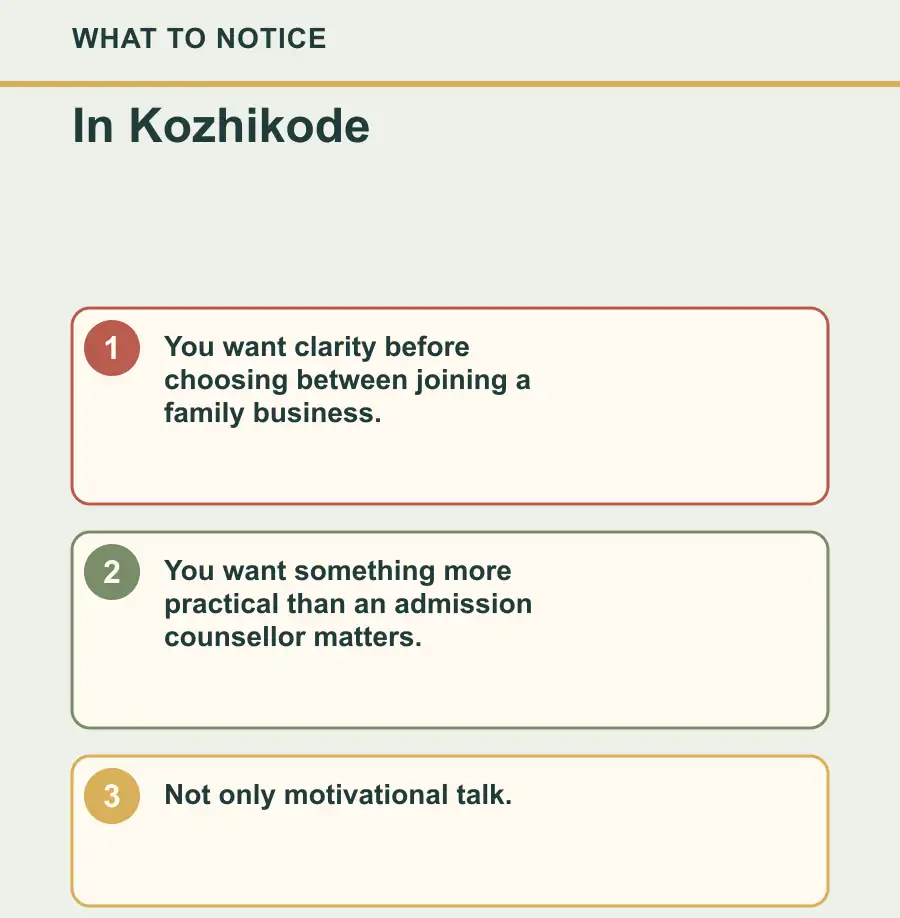 WHAT TO NOTICE
In Kozhikode
1
You want clarity before
choosing between joining a
family business.
2
You want something more
practical than an admission
counsellor matters.
3
Not only motivational talk.